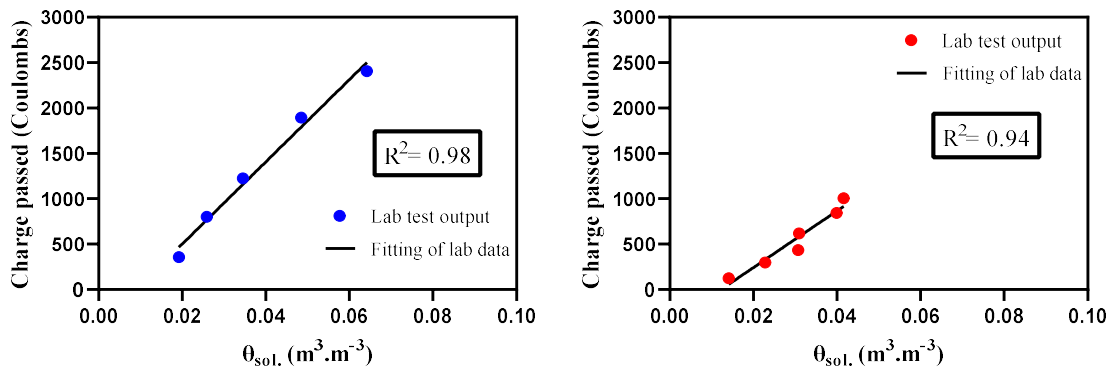 Charge passed (Coulombs)
3000
2500
2000
1500
1000
500
0
R²= 0.98
Lab test output
Fitting of lab data
0.00 0.02 0.04 0.06 0.08 0.10
θsol. (m³.m⁻³)
Charge passed (Coulombs)
3000
2500
2000
1500
1000
500
0
Lab test output
Fitting of lab data
R²= 0.94
0.00 0.02 0.04 0.06 0.08 0.10
θsol. (m³.m⁻³)